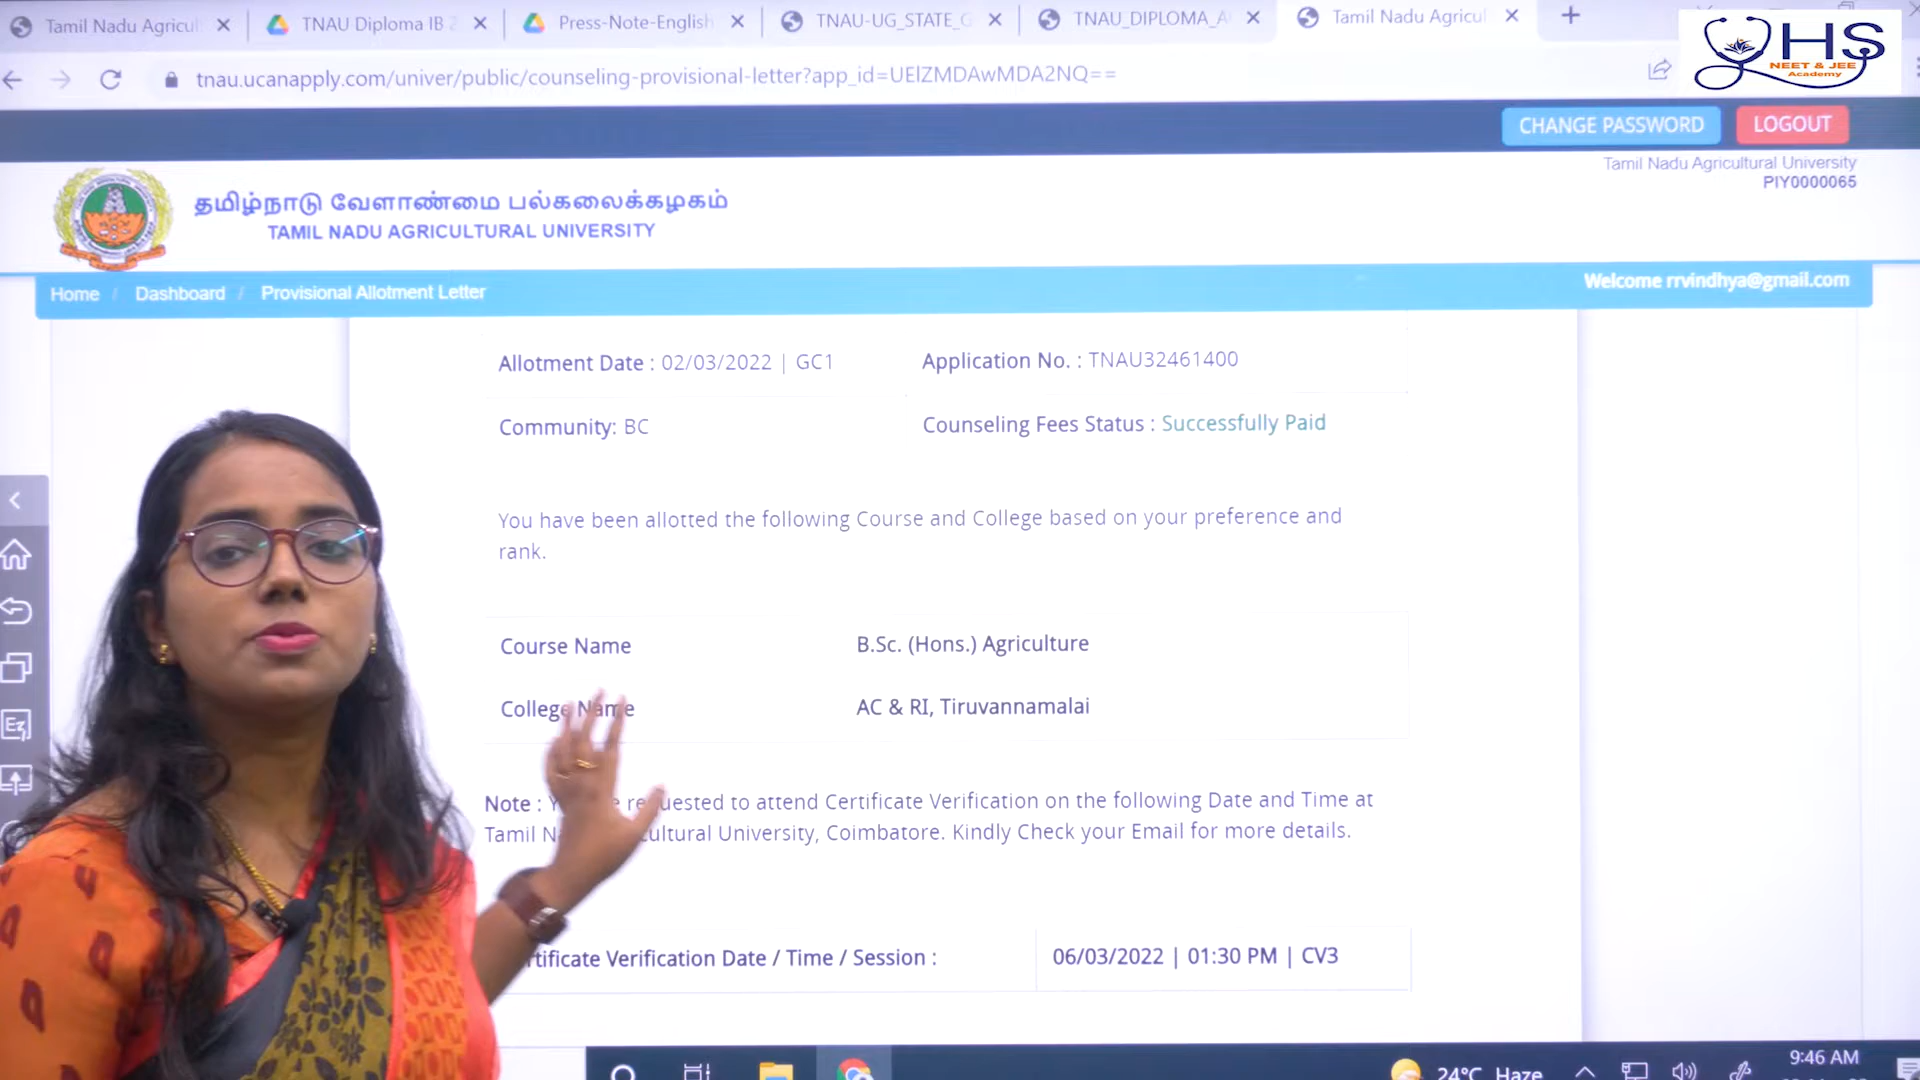 Tamil Nadu Agricul
TNAU Diploma IB 2
Press-Note-English
TNAU-UG_STATE_G
TNAU_DIPLOMA_A
Tamil Nadu Agricul
HS
NEET & JEE
Academy
tnau.ucanapply.com/univer/public/counseling-provisional-letter?app_id=UElZMDAwMDA2NQ==
CHANGE PASSWORD
LOGOUT
Tamil Nadu Agricultural University
PIY0000065
தமிழ்நாடு வேளாண்மை பல்கலைக்கழகம்
TAMIL NADU AGRICULTURAL UNIVERSITY
Home / Dashboard / Provisional Allotment Letter
Welcome rrvindhya@gmail.com
Allotment Date : 02/03/2022 | GC1
Application No. : TNAU32461400
Community: BC
Counseling Fees Status : Successfully Paid
You have been allotted the following Course and College based on your preference and
rank.
Course Name
B.Sc. (Hons.) Agriculture
College Name
AC & RI, Tiruvannamalai
Note : requested to attend Certificate Verification on the following Date and Time at
Tamil University, Coimbatore. Kindly Check your Email for more details.
Verification Date / Time / Session :
06/03/2022 | 01:30 PM | CV3
24°C Haze
9:46 AM